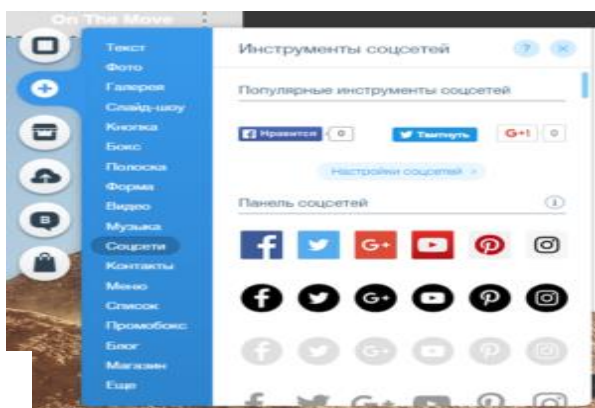 On The Move
Текст
Фото
Галерея
Слайд-шоу
Кнопка
Бокс
Полоска
Форма
Видео
Музыка
Соцсети
Контакты
Меню
Список
Промобокс
Блог
Магазин
Еще
Инструменты соцсетей
?
×
Популярные инструменты соцсетей
f Нравится 0
Твитнуть
G+1 0
Настройки соцсетей >
Панель соцсетей
i